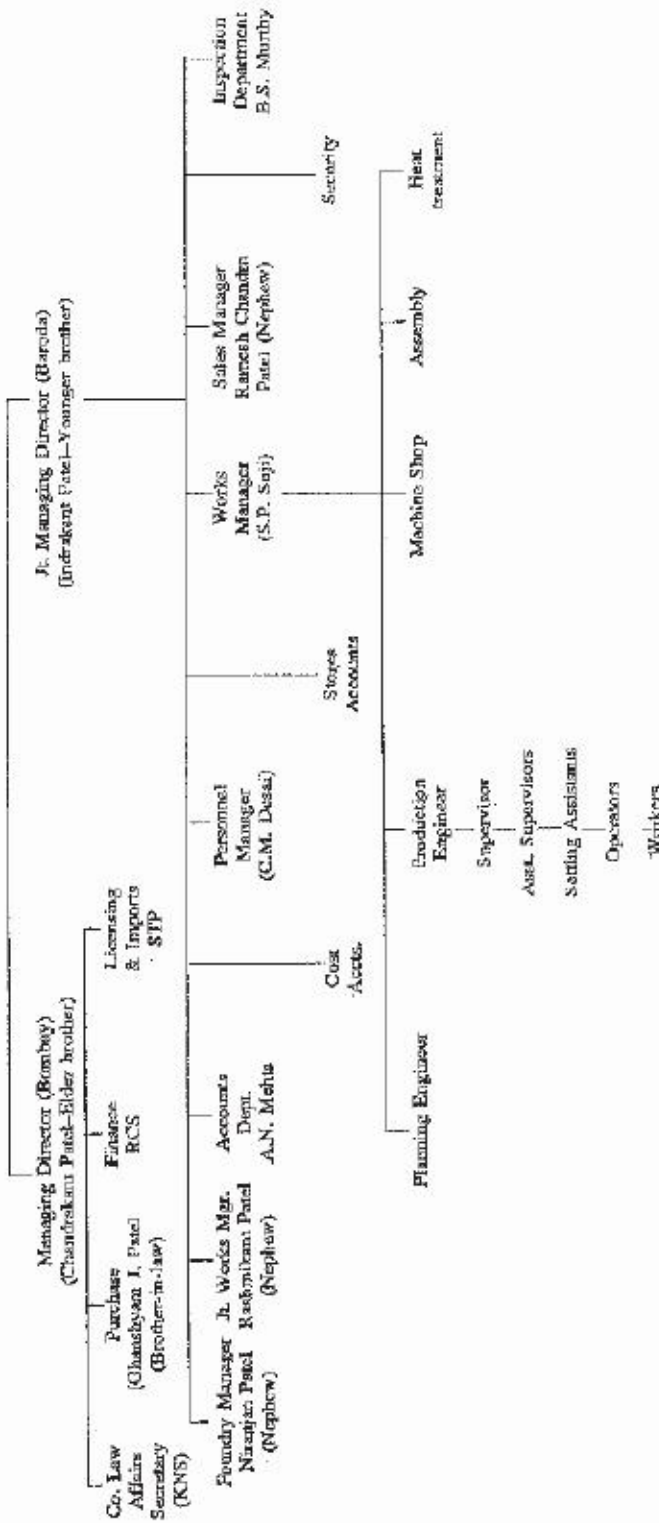 Managing Director (Bombay)
(Chandrakant Patel–Elder brother)
Jt. Managing Director (Baroda)
(Indrakant Patel–Younger brother)
Co. Law
Affairs
Secretary
(KNS)
Purchase
(Ghanshyam J. Patel
(Brother-in-law)
Finance
RCS
Licensing
& Imports
STP
Foundry Manager
Niranjan Patel
(Nephew)
Jt. Works Mgr.
Rashmikant Patel
(Nephew)
Accounts
Dept.
A.N. Mehta
Cost
Accts.
Personnel
Manager
(C.M. Desai)
Stores
Accounts
Works
Manager
(S.P. Suji)
Sales Manager
Ramesh Chandra
Patel (Nephew)
Security
Inspection
Department
B.S. Murthy
Planning Engineer
Production
Engineer
Supervisor
Asst. Supervisors
Setting Assistants
Operators
Workers
Machine Shop
Assembly
Heat
treatment